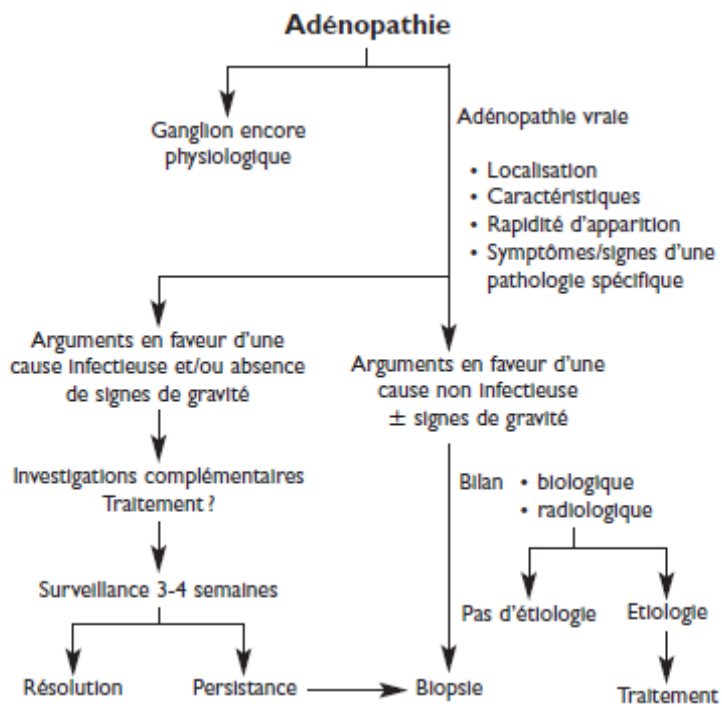 Adénopathie
Ganglion encore
physiologique
Adénopathie vraie
• Localisation
• Caractéristiques
• Rapidité d'apparition
• Symptômes/signes d'une
pathologie spécifique
Arguments en faveur d'une
cause infectieuse et/ou absence
de signes de gravité
Arguments en faveur d'une
cause non infectieuse
± signes de gravité
Investigations complémentaires
Traitement ?
Bilan • biologique
• radiologique
Surveillance 3-4 semaines
Pas d'étiologie
Etiologie
Résolution
Persistance
Biopsie
Traitement